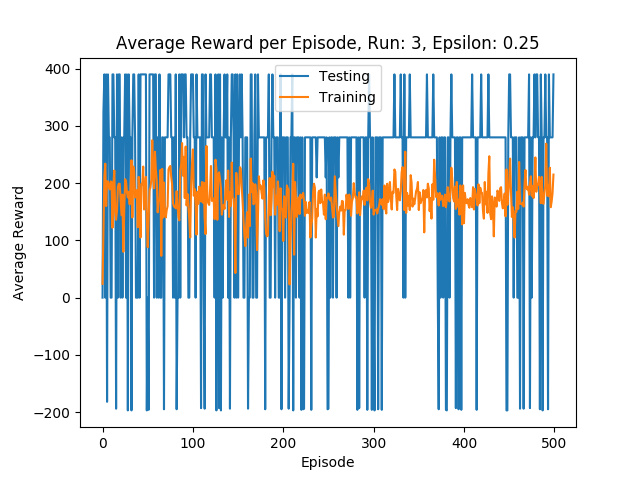 Average Reward per Episode, Run: 3, Epsilon: 0.25
Testing
Training
Average Reward
400
300
200
100
0
−100
−200
0
100
200
300
400
500
Episode